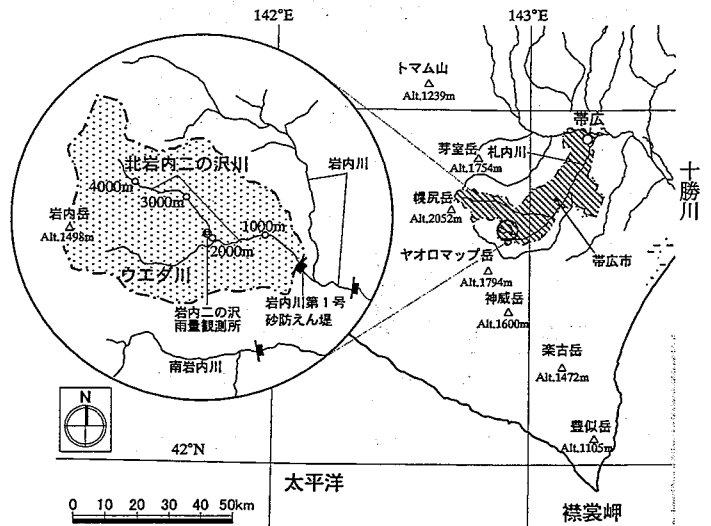 142°E
143°E
トマム山
Alt.1239m
帯広
芽室岳
Alt.1754m
札内川
十勝川
幌尻岳
Alt.2052m
帯広市
ヤオロマップ岳
Alt.1794m
神威岳
Alt.1600m
楽古岳
Alt.1472m
豊似岳
Alt.1105m
北岩内二の沢川
岩内川
4000m
3000m
岩内岳
Alt.1498m
1000m
2000m
ウエダ川
岩内二の沢
雨量観測所
岩内川第1号
砂防えん堤
南岩内川
N
42°N
太平洋
襟裳岬
0 10 20 30 40 50km